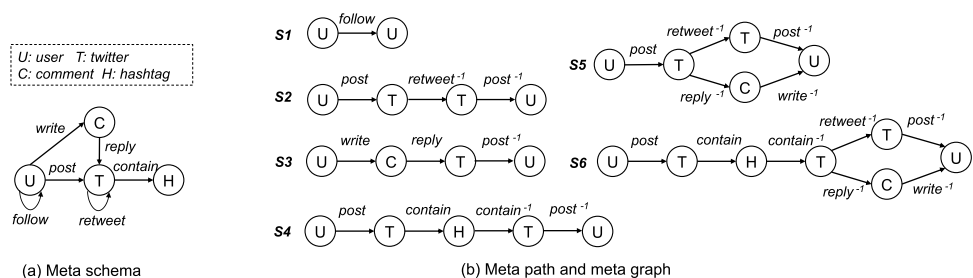 U: user T: twitter
C: comment H: hashtag
C
write
reply
U
post
T
contain
H
follow
retweet
(a) Meta schema
S1
U
follow
U
S2
U
post
T
retweet⁻¹
T
post⁻¹
U
S3
U
write
C
reply
T
post⁻¹
U
S4
U
post
T
contain
H
contain⁻¹
T
post⁻¹
U
S5
U
post
T
retweet⁻¹
T
post⁻¹
reply⁻¹
C
write⁻¹
U
S6
U
post
T
contain
H
contain⁻¹
T
retweet⁻¹
T
post⁻¹
reply⁻¹
C
write⁻¹
U
(b) Meta path and meta graph